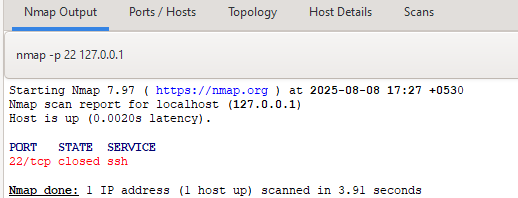 Nmap Output Ports / Hosts Topology Host Details Scans
nmap -p 22 127.0.0.1
Starting Nmap 7.97 ( https://nmap.org ) at 2025-08-08 17:27 +0530
Nmap scan report for localhost (127.0.0.1)
Host is up (0.0020s latency).
PORT   STATE  SERVICE
22/tcp closed ssh
Nmap done: 1 IP address (1 host up) scanned in 3.91 seconds